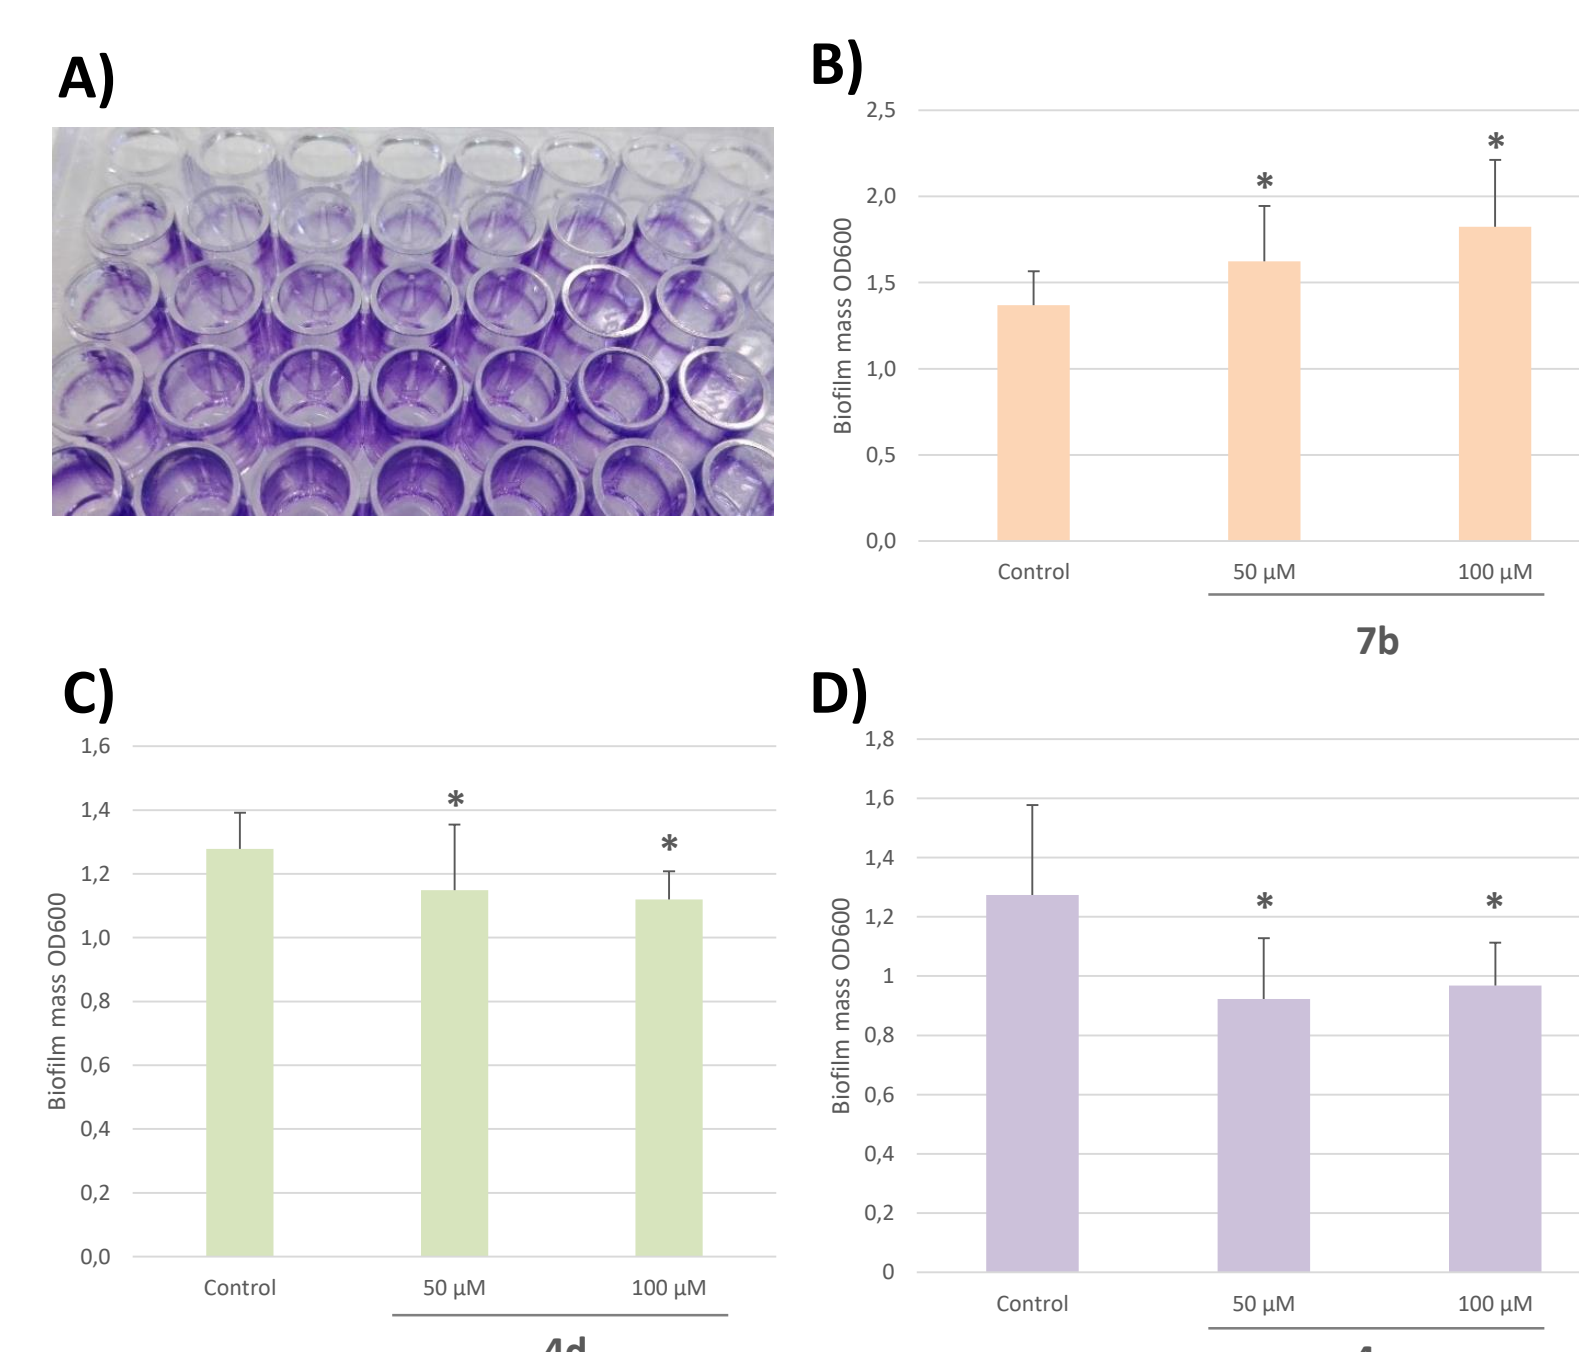 A)
B)
2,5
2,0
1,5
1,0
0,5
0,0
Biofilm mass OD600
*
*
Control 50 µM 100 µM
7b
C)
1,6
1,4
1,2
1,0
0,8
0,6
0,4
0,2
0,0
Biofilm mass OD600
*
*
Control 50 µM 100 µM
4d
D)
1,8
1,6
1,4
1,2
1
0,8
0,6
0,4
0,2
0
Biofilm mass OD600
*
*
Control 50 µM 100 µM